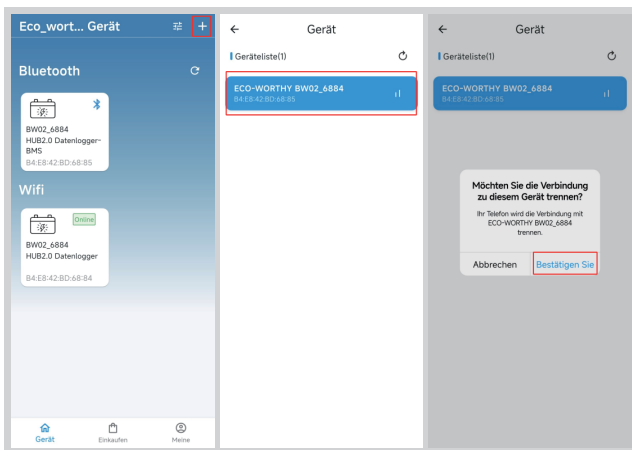 Eco_wort... Gerät
Bluetooth
BW02_6884
HUB2.0 Datenlogger-
BMS
B4:E8:42:BD:68:85
Wifi
Online
BW02_6884
HUB2.0 Datenlogger
B4:E8:42:BD:68:84
Gerät
Einkaufen
Meine
Gerät
Geräteliste(1)
ECO-WORTHY BW02_6884
B4:E8:42:BD:68:85
Gerät
Geräteliste(1)
ECO-WORTHY BW02_6884
B4:E8:42:BD:68:85
Möchten Sie die Verbindung
zu diesem Gerät trennen?
Ihr Telefon wird die Verbindung mit
ECO-WORTHY BW02_6884
trennen.
Abbrechen
Bestätigen Sie